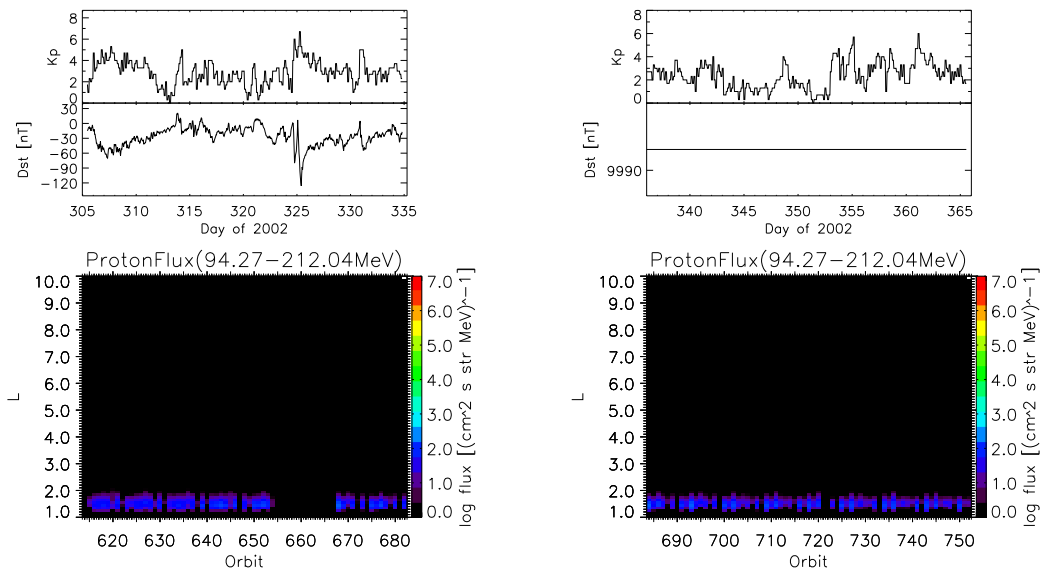 8
6
4
2
0
Kp
30
0
−30
−60
−90
−120
Dst [nT]
305 310 315 320 325 330 335
Day of 2002
ProtonFlux(94.27−212.04MeV)
10.0
9.0
8.0
7.0
6.0
5.0
4.0
3.0
2.0
1.0
L
620 630 640 650 660 670 680
Orbit
7.0
6.0
5.0
4.0
3.0
2.0
1.0
0.0
log flux [(cm^2 s str MeV)^−1]
8
6
4
2
0
Kp
9990
Dst [nT]
340 345 350 355 360 365
Day of 2002
ProtonFlux(94.27−212.04MeV)
10.0
9.0
8.0
7.0
6.0
5.0
4.0
3.0
2.0
1.0
L
690 700 710 720 730 740 750
Orbit
7.0
6.0
5.0
4.0
3.0
2.0
1.0
0.0
log flux [(cm^2 s str MeV)^−1]